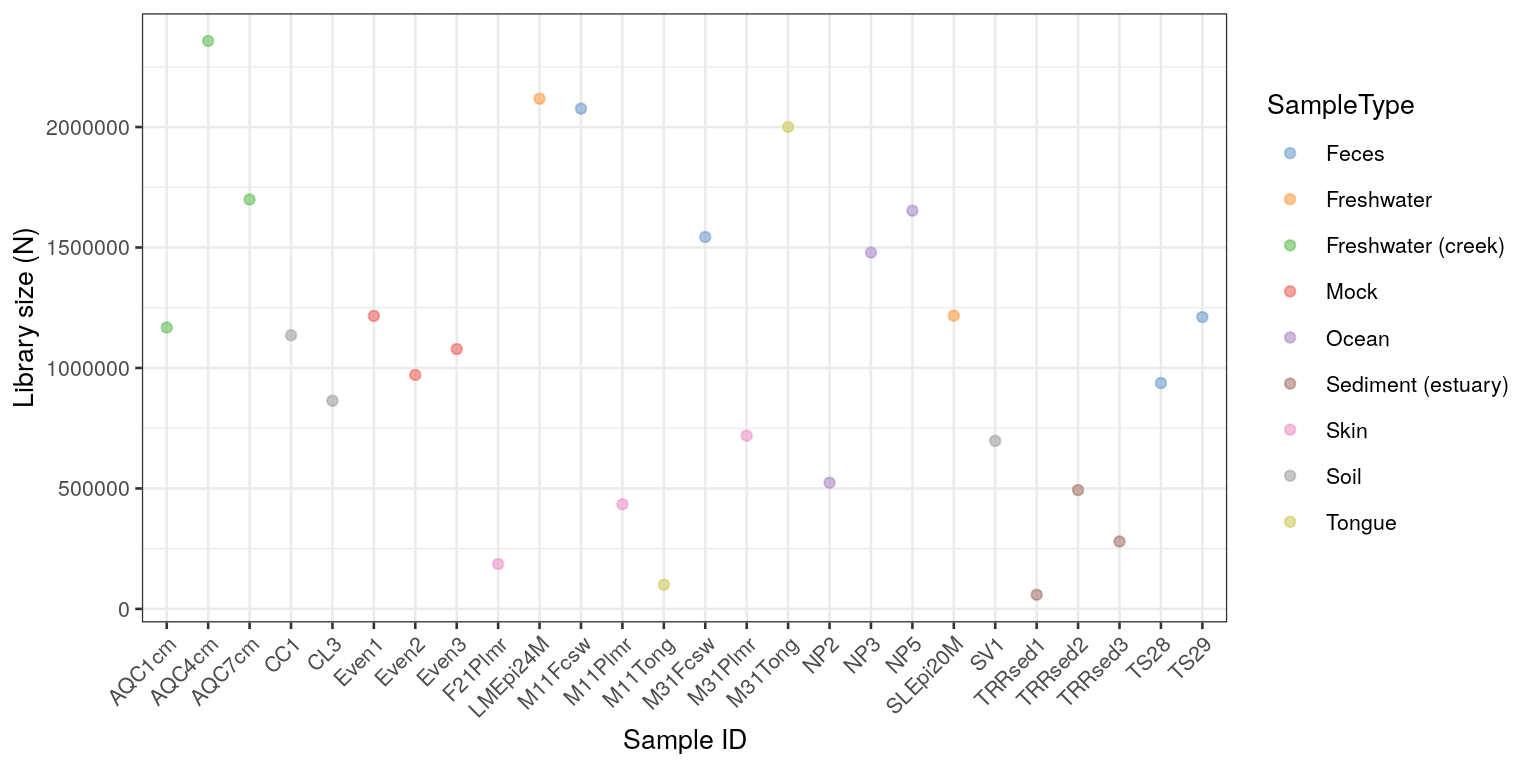 2000000
1500000
1000000
500000
0
Library size (N)
AQC1cm
AQC4cm
AQC7cm
CC1
CL3
Even1
Even2
Even3
F21Plmr
LMEpi24M
M11Fcsw
M11Plmr
M11Tong
M31Fcsw
M31Plmr
M31Tong
NP2
NP3
NP5
SLEpi20M
SV1
TRRsed1
TRRsed2
TRRsed3
TS28
TS29
Sample ID
SampleType
Feces
Freshwater
Freshwater (creek)
Mock
Ocean
Sediment (estuary)
Skin
Soil
Tongue